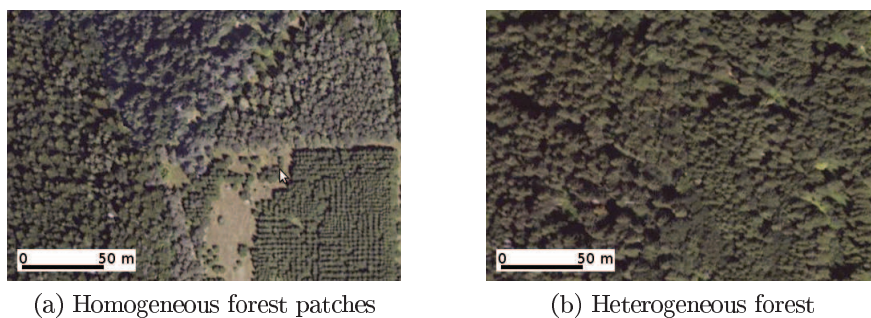 0 50 m
0 50 m
(a) Homogeneous forest patches
(b) Heterogeneous forest